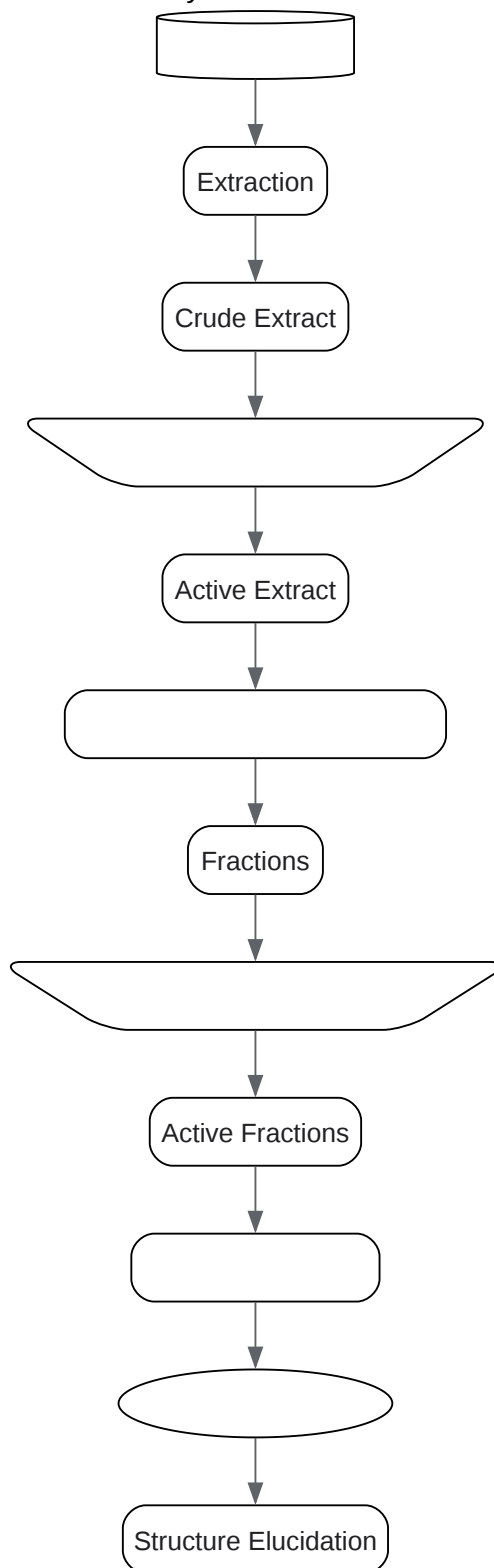 Extraction
Crude Extract
Active Extract
Fractions
Active Fractions
Structure Elucidation